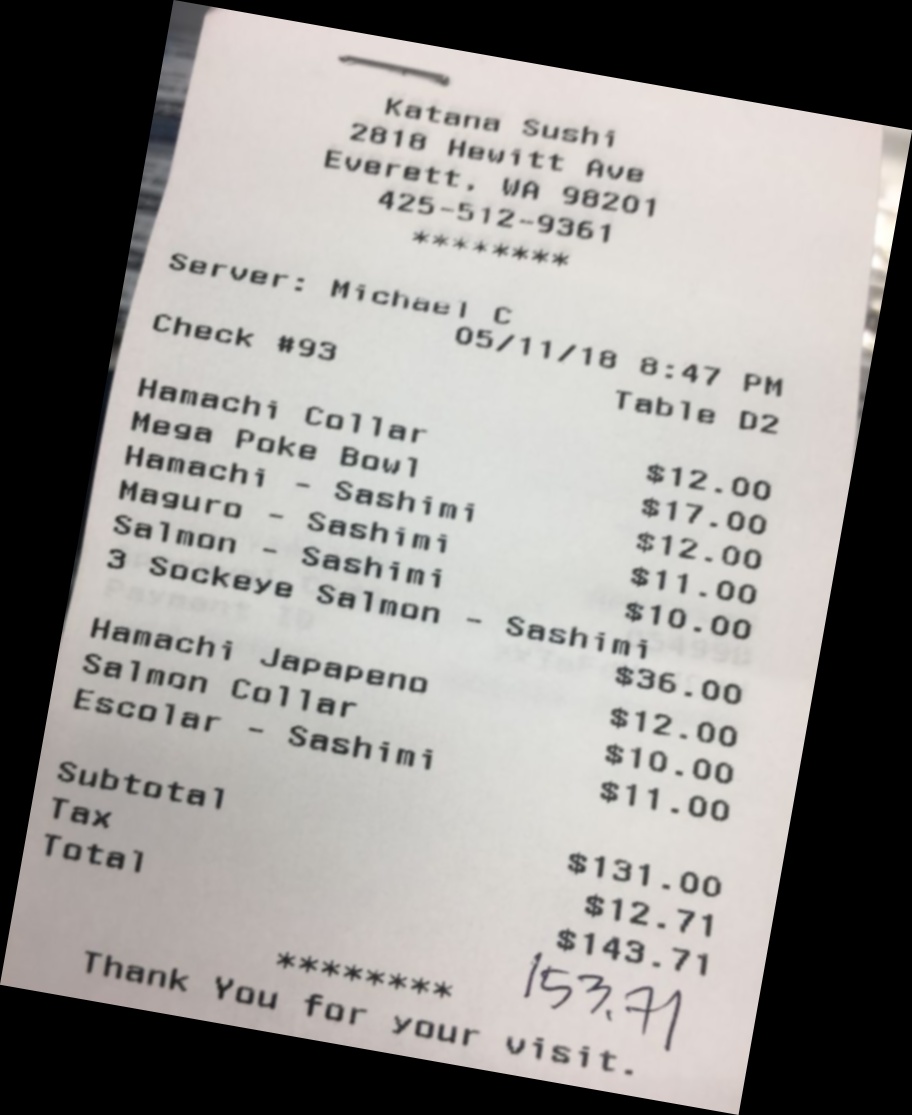 Katana Sushi
2818 Hewitt Ave
Everett, WA 98201
425-512-9361
********
Server: Michael C
05/11/18 8:47 PM
Check #93
Table D2
Hamachi Collar $12.00
Mega Poke Bowl $17.00
Hamachi - Sashimi $12.00
Maguro - Sashimi $11.00
Salmon - Sashimi $10.00
3 Sockeye Salmon - Sashimi
$36.00
Hamachi Japapeno $12.00
Salmon Collar $10.00
Escolar - Sashimi $11.00
Subtotal $131.00
Tax $12.71
Total $143.71
153.71
********
Thank You for your visit.